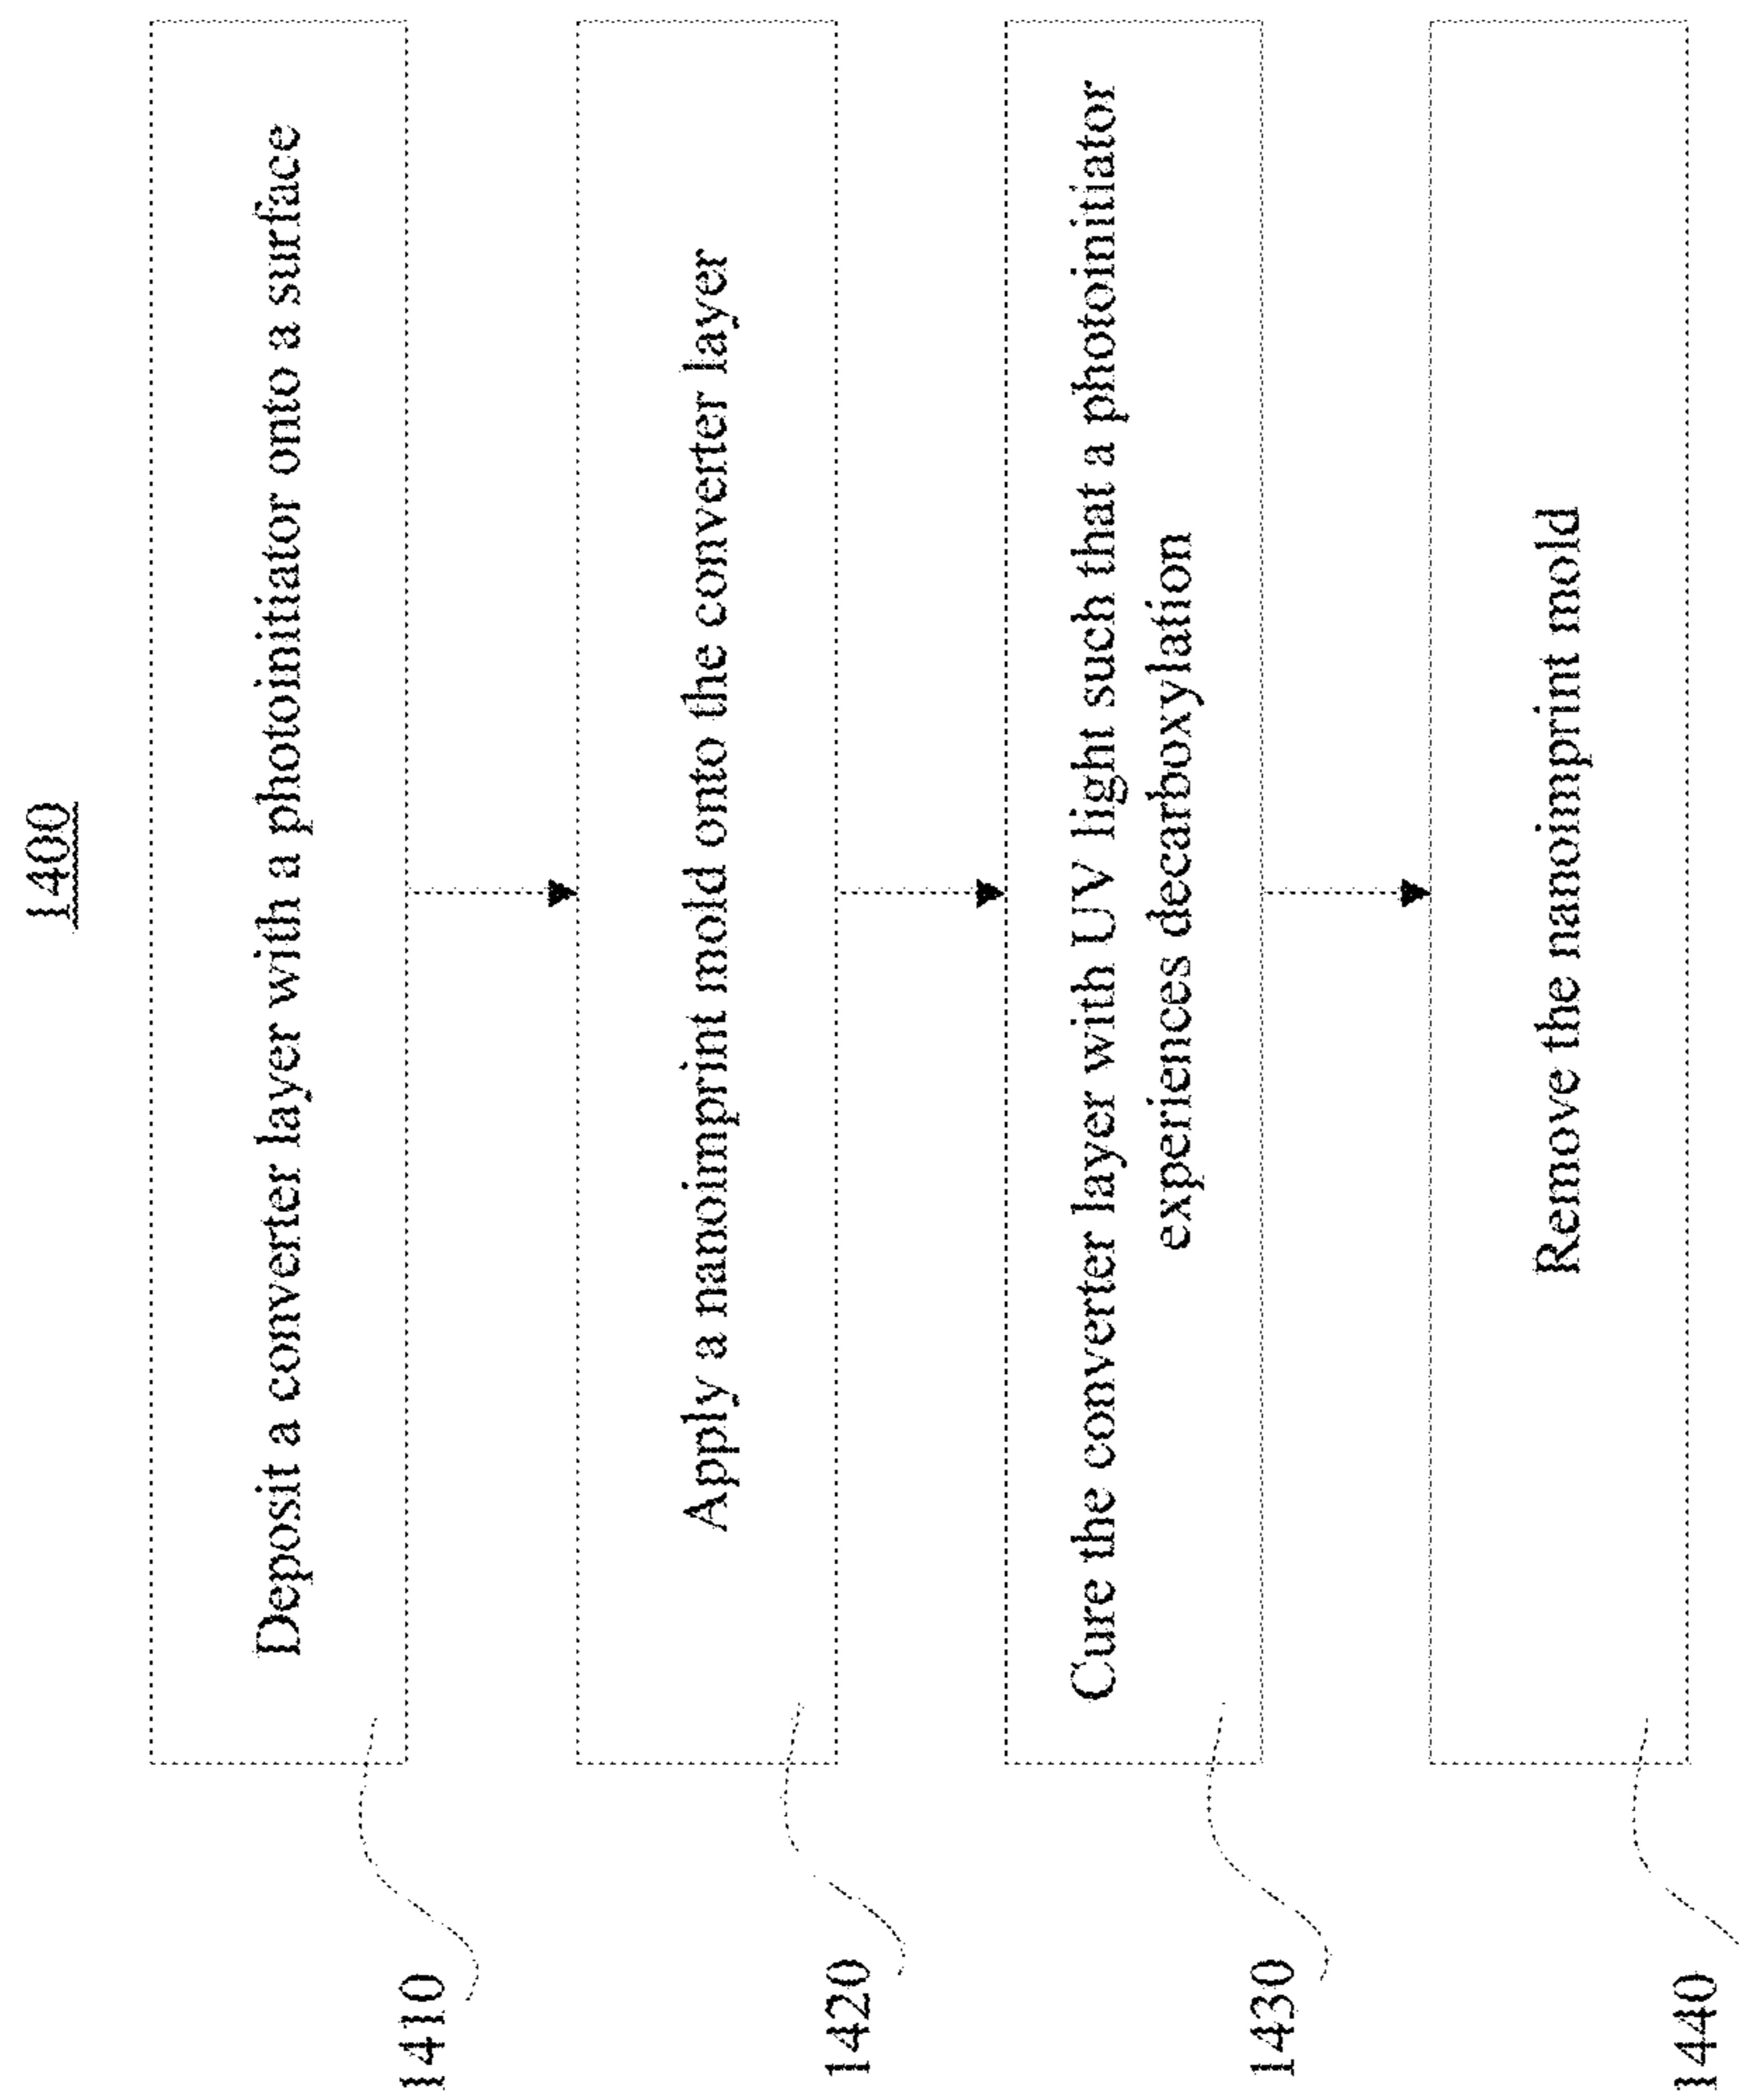 1400
1410
Deposit a converter layer with a photoinitiator onto a surface
1420
Apply a nanoimprint mold onto the converter layer
1430
Cure the converter layer with UV light such that a photoinitiator
experiences decarboxylation
1440
Remove the nanoimprint mold